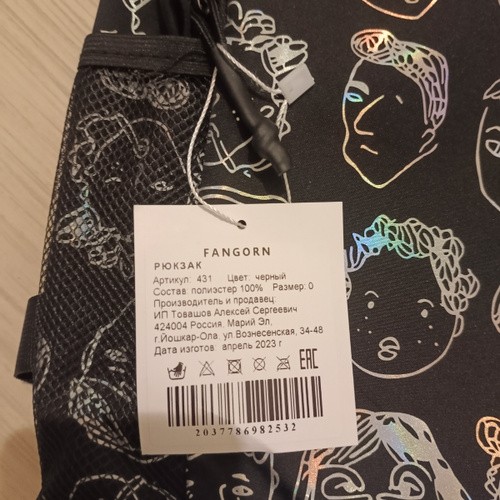 FANGORN
РЮКЗАК
Артикул: 431 Цвет: черный
Состав: полиэстер 100% Размер: 0
Производитель и продавец:
ИП Товашов Алексей Сергеевич
424004 Россия. Марий Эл,
г.Йошкар-Ола. ул Вознесенская, 34-48
Дата изготов: апрель 2023 г
EAC
2037786982532